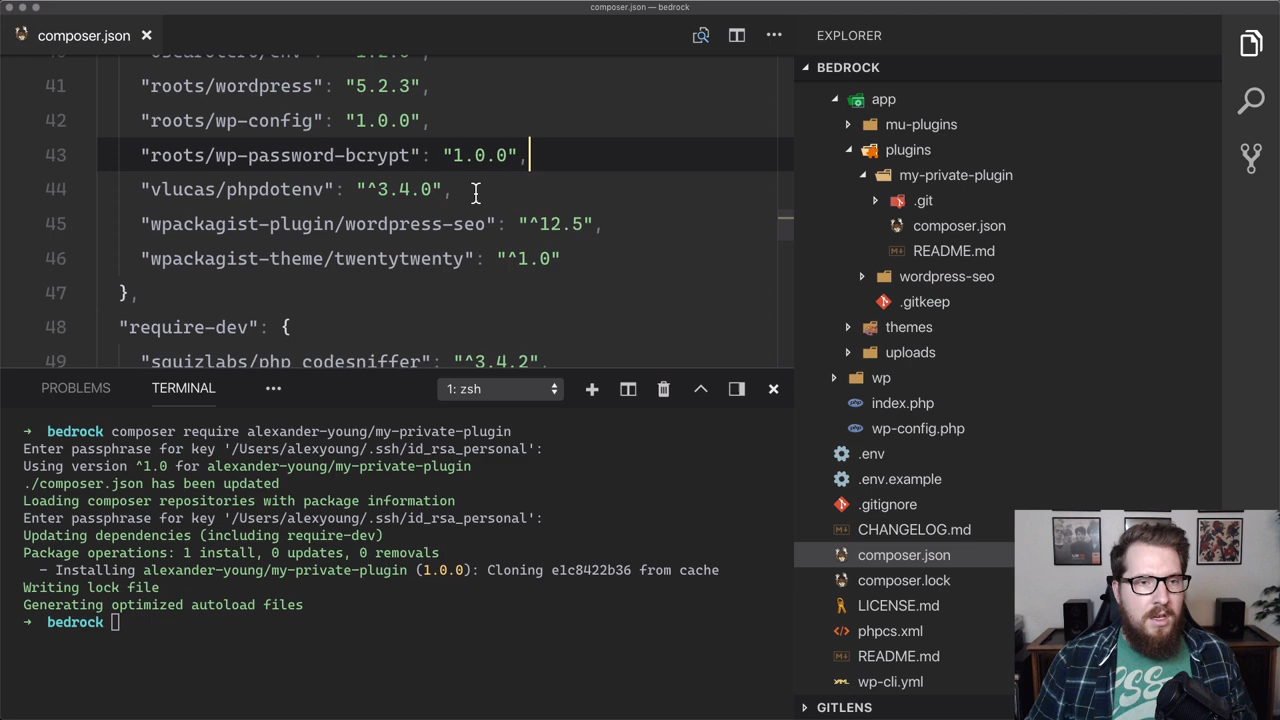 composer.json — bedrock
composer.json
41 "roots/wordpress": "5.2.3",
42 "roots/wp-config": "1.0.0",
43 "roots/wp-password-bcrypt": "1.0.0",
44 "vlucas/phpdotenv": "^3.4.0",
45 "wpackagist-plugin/wordpress-seo": "^12.5",
46 "wpackagist-theme/twentytwenty": "^1.0"
47 },
48 "require-dev": {
49 "squizlabs/php_codesniffer": "^3.4.2",
PROBLEMS
TERMINAL
1: zsh
→ bedrock composer require alexander-young/my-private-plugin
Enter passphrase for key '/Users/alexyoung/.ssh/id_rsa_personal':
Using version ^1.0 for alexander-young/my-private-plugin
./composer.json has been updated
Loading composer repositories with package information
Enter passphrase for key '/Users/alexyoung/.ssh/id_rsa_personal':
Updating dependencies (including require-dev)
Package operations: 1 install, 0 updates, 0 removals
- Installing alexander-young/my-private-plugin (1.0.0): Cloning e1c8422b36 from cache
Writing lock file
Generating optimized autoload files
→ bedrock
EXPLORER
BEDROCK
app
mu-plugins
plugins
my-private-plugin
.git
composer.json
README.md
wordpress-seo
.gitkeep
themes
uploads
wp
index.php
wp-config.php
.env
.env.example
.gitignore
CHANGELOG.md
composer.json
composer.lock
LICENSE.md
phpcs.xml
README.md
wp-cli.yml
GITLENS